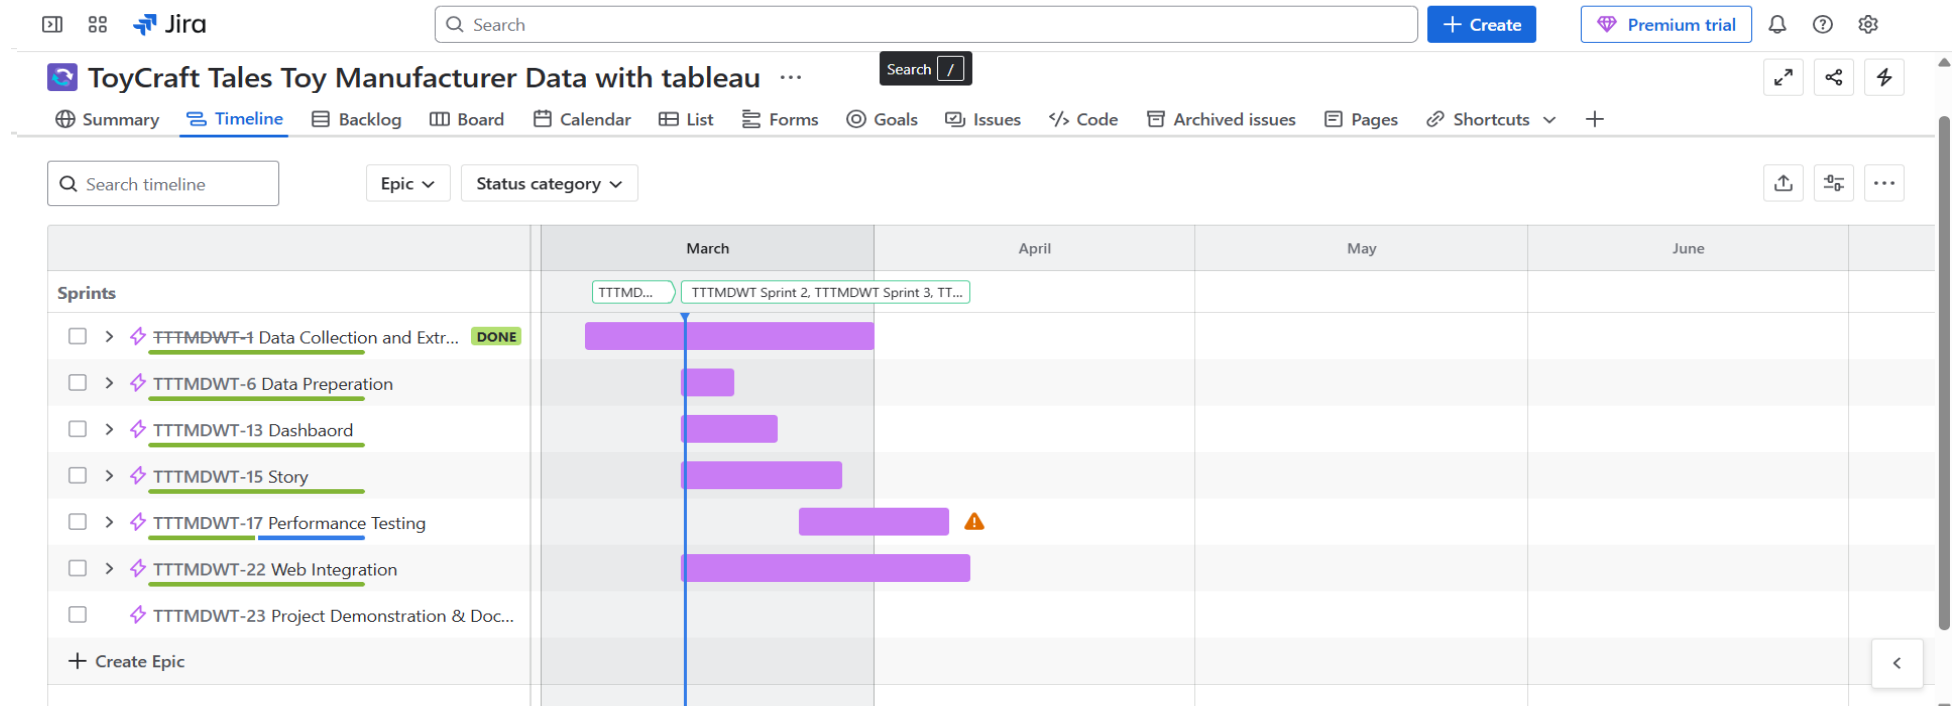 Jira
Search
Create
Premium trial
ToyCraft Tales Toy Manufacturer Data with tableau
Search /
Summary Timeline Backlog Board Calendar List Forms Goals Issues Code Archived issues Pages Shortcuts
Search timeline
Epic
Status category
March April May June
Sprints
TTTMD...
TTTMDWT Sprint 2, TTTMDWT Sprint 3, TT...
TTTMDWT-1 Data Collection and Extr... DONE
TTTMDWT-6 Data Preperation
TTTMDWT-13 Dashbaord
TTTMDWT-15 Story
TTTMDWT-17 Performance Testing
TTTMDWT-22 Web Integration
TTTMDWT-23 Project Demonstration & Doc...
Create Epic